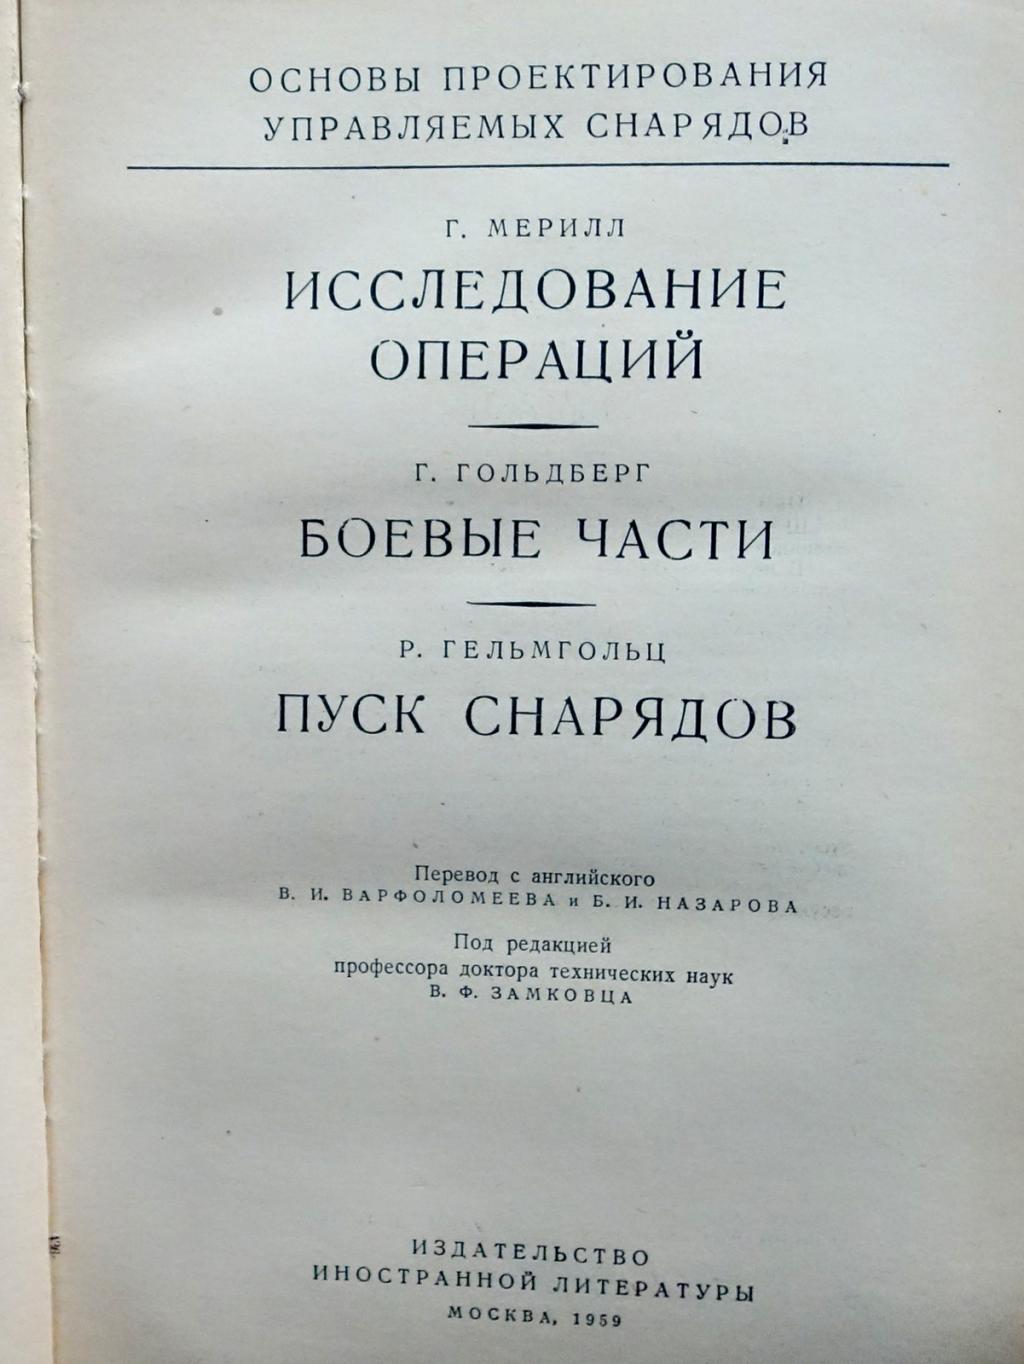 ОСНОВЫ ПРОЕКТИРОВАНИЯ
УПРАВЛЯЕМЫХ СНАРЯДОВ
Г. МЕРИЛЛ
ИССЛЕДОВАНИЕ
ОПЕРАЦИЙ
Г. ГОЛЬДБЕРГ
БОЕВЫЕ ЧАСТИ
Р. ГЕЛЬМГОЛЬЦ
ПУСК СНАРЯДОВ
Перевод с английского
В. И. ВАРФОЛОМЕЕВА и Б. И. НАЗАРОВА
Под редакцией
профессора доктора технических наук
В. Ф. ЗАМКОВЦА
ИЗДАТЕЛЬСТВО
ИНОСТРАННОЙ ЛИТЕРАТУРЫ
МОСКВА, 1959